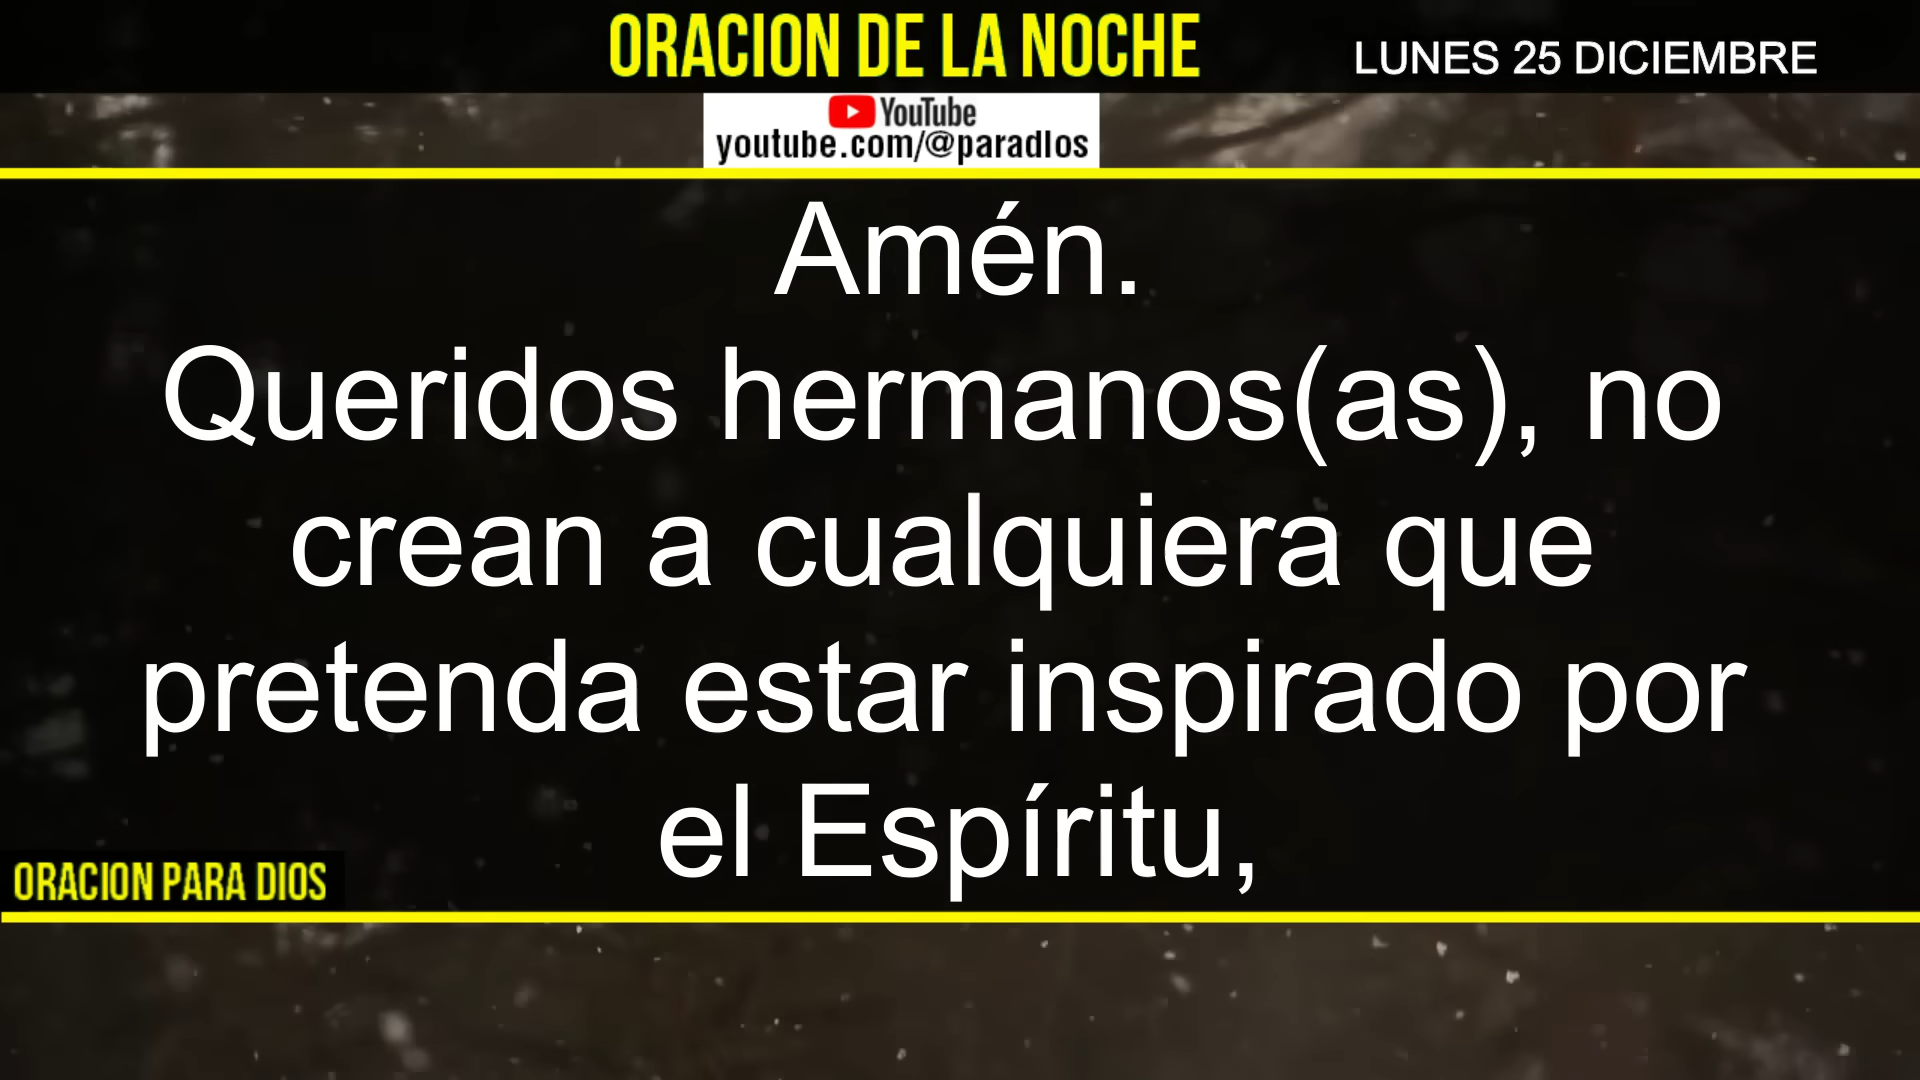 ORACION DE LA NOCHE
LUNES 25 DICIEMBRE
YouTube
youtube.com/@paradIos
Amén.
Queridos hermanos(as), no
crean a cualquiera que
pretenda estar inspirado por
el Espíritu,
ORACION PARA DIOS